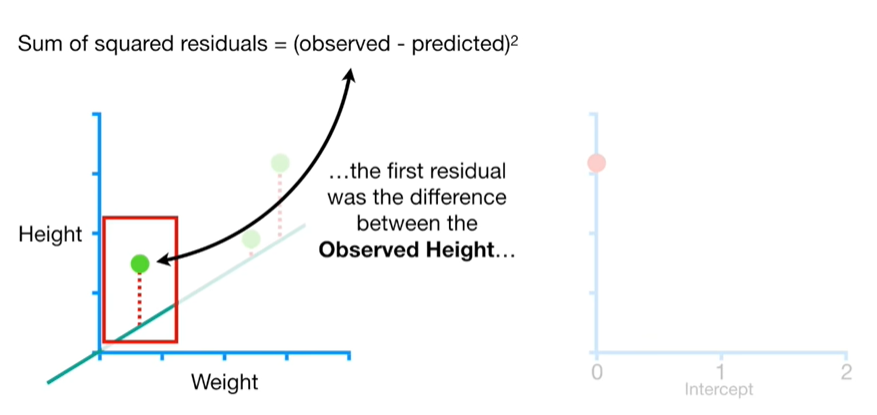 Sum of squared residuals = (observed - predicted)²
…the first residual
was the difference
between the
Observed Height…
Height
Weight
0
1
2
Intercept